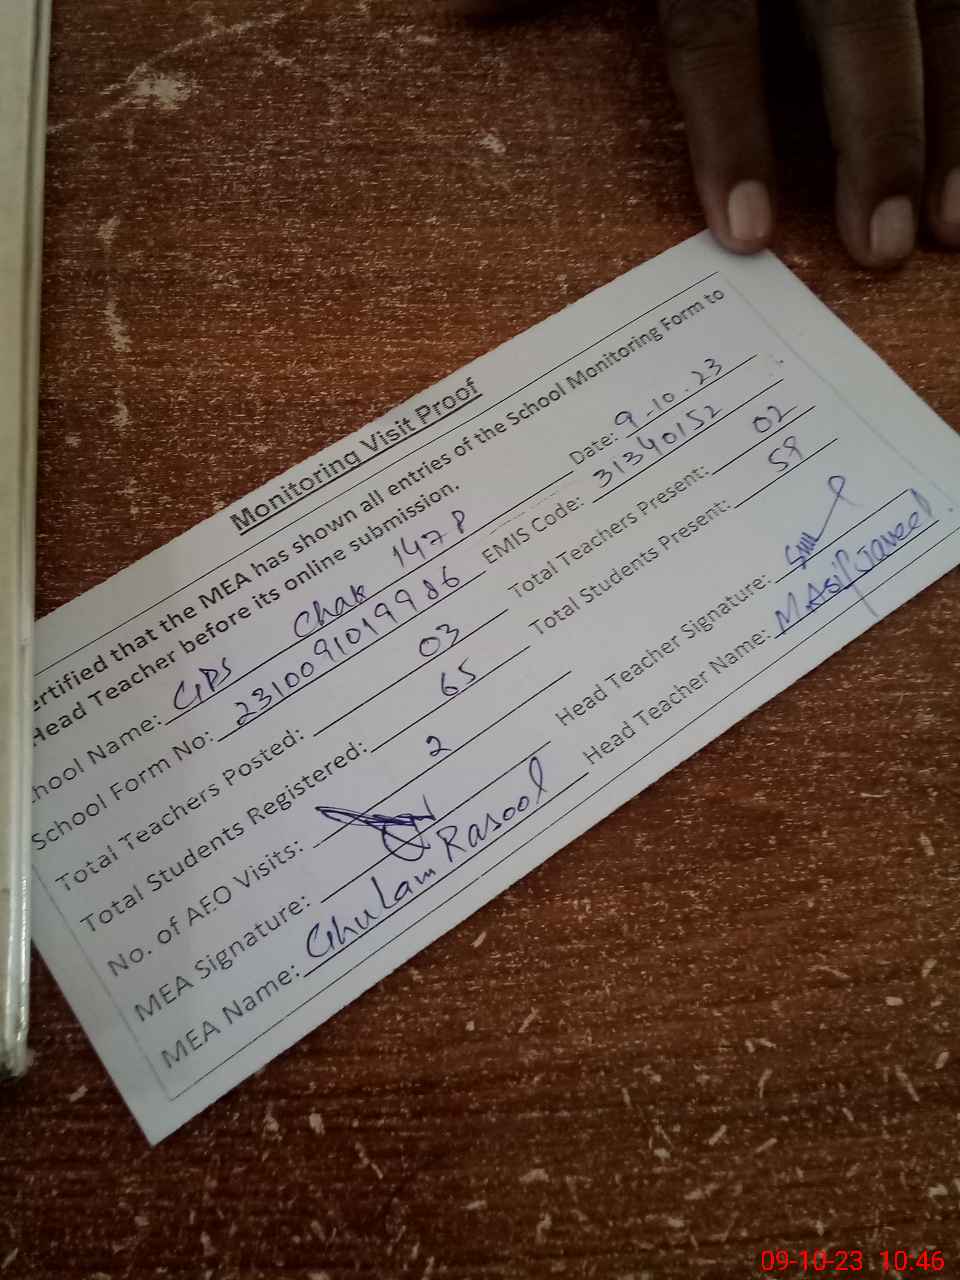 Monitoring Visit Proof
ertified that the MEA has shown all entries of the School Monitoring Form to
Head Teacher before its online submission.
hool Name: GPS Chak 147 P Date: 9-10.23
School Form No: 2310091019986 EMIS Code: 31340152
Total Teachers Posted: 03 Total Teachers Present: 02
Total Students Registered: 65 Total Students Present: 59
No. of AEO Visits: 2
MEA Signature: Head Teacher Signature:
MEA Name: Ghulam Rasool Head Teacher Name: M Asif Javeed
09-10-23 10:46